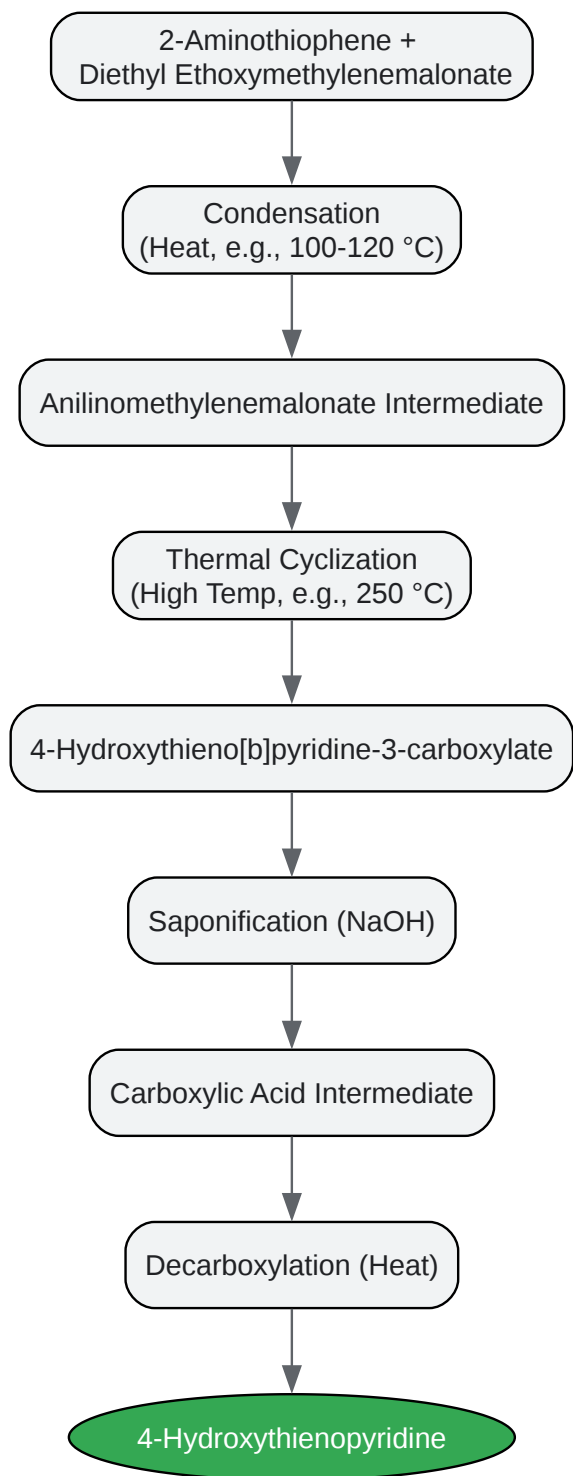 2-Aminothiophene +
Diethyl Ethoxymethylenemalonate
Condensation
(Heat, e.g., 100-120 °C)
Anilinomethylenemalonate Intermediate
Thermal Cyclization
(High Temp, e.g., 250 °C)
4-Hydroxythieno[b]pyridine-3-carboxylate
Saponification (NaOH)
Carboxylic Acid Intermediate
Decarboxylation (Heat)
4-Hydroxythienopyridine